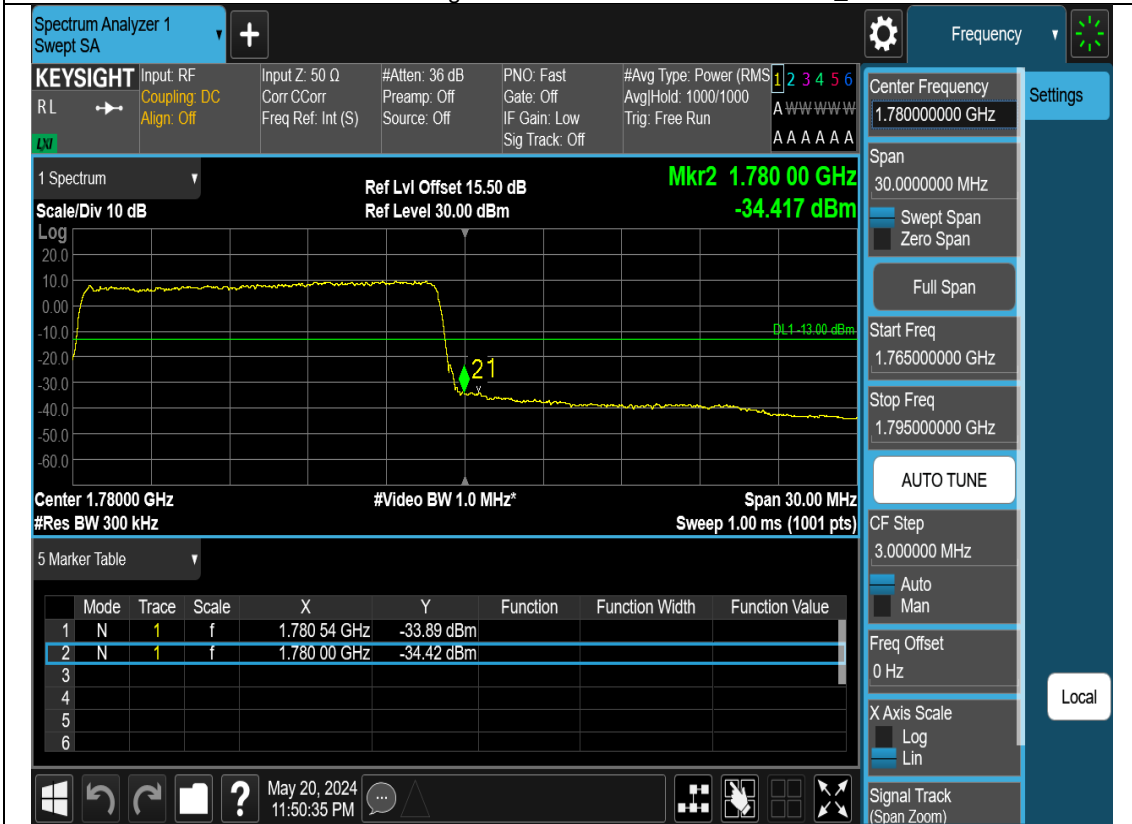 Spectrum Analyzer 1
Swept SA
+
Frequency
KEYSIGHT
RL
LXI
Input: RF
Coupling: DC
Align: Off
Input Z: 50 Ω
Corr CCorr
Freq Ref: Int (S)
#Atten: 36 dB
Preamp: Off
Source: Off
PNO: Fast
Gate: Off
IF Gain: Low
Sig Track: Off
#Avg Type: Power (RMS
Avg|Hold: 1000/1000
Trig: Free Run
1 2 3 4 5 6
A W W W W W
A A A A A A
1 Spectrum
Scale/Div 10 dB
Ref Lvl Offset 15.50 dB
Ref Level 30.00 dBm
Mkr2 1.780 00 GHz
-34.417 dBm
Log
20.0
10.0
0.00
-10.0
-20.0
-30.0
-40.0
-50.0
-60.0
DL1 -13.00 dBm
21
Center 1.78000 GHz
#Res BW 300 kHz
#Video BW 1.0 MHz*
Span 30.00 MHz
Sweep 1.00 ms (1001 pts)
5 Marker Table
Mode Trace Scale X Y Function Function Width Function Value
1 N 1 f 1.780 54 GHz -33.89 dBm
2 N 1 f 1.780 00 GHz -34.42 dBm
3
4
5
6
?
May 20, 2024
11:50:35 PM
Center Frequency
1.780000000 GHz
Span
30.0000000 MHz
Swept Span
Zero Span
Full Span
Start Freq
1.765000000 GHz
Stop Freq
1.795000000 GHz
AUTO TUNE
CF Step
3.000000 MHz
Auto
Man
Freq Offset
0 Hz
X Axis Scale
Log
Lin
Signal Track
(Span Zoom)
Settings
Local